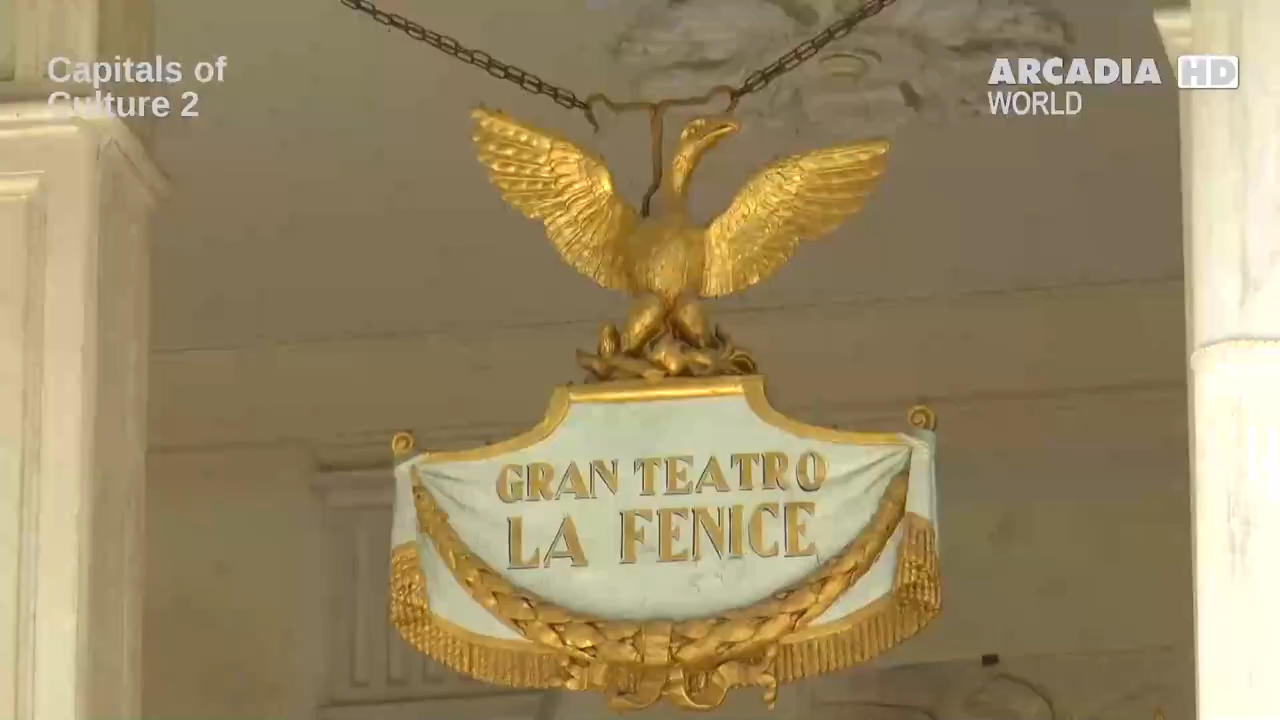 Capitals of
Culture 2
ARCADIA HD
WORLD
GRAN TEATRO
LA FENICE